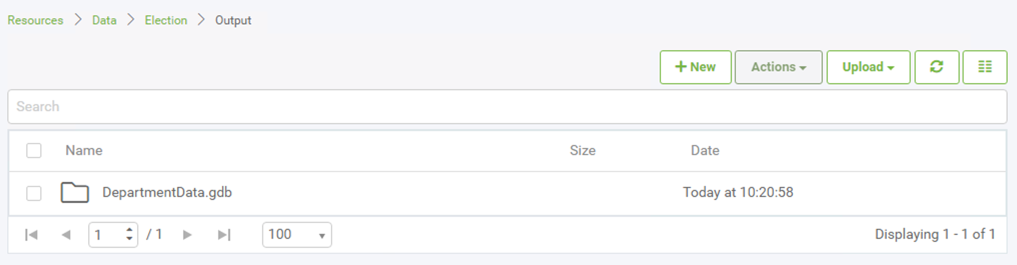 Resources > Data > Election > Output
+ New Actions Upload
Search
Name Size Date
DepartmentData.gdb Today at 10:20:58
1 / 1 100 Displaying 1 - 1 of 1